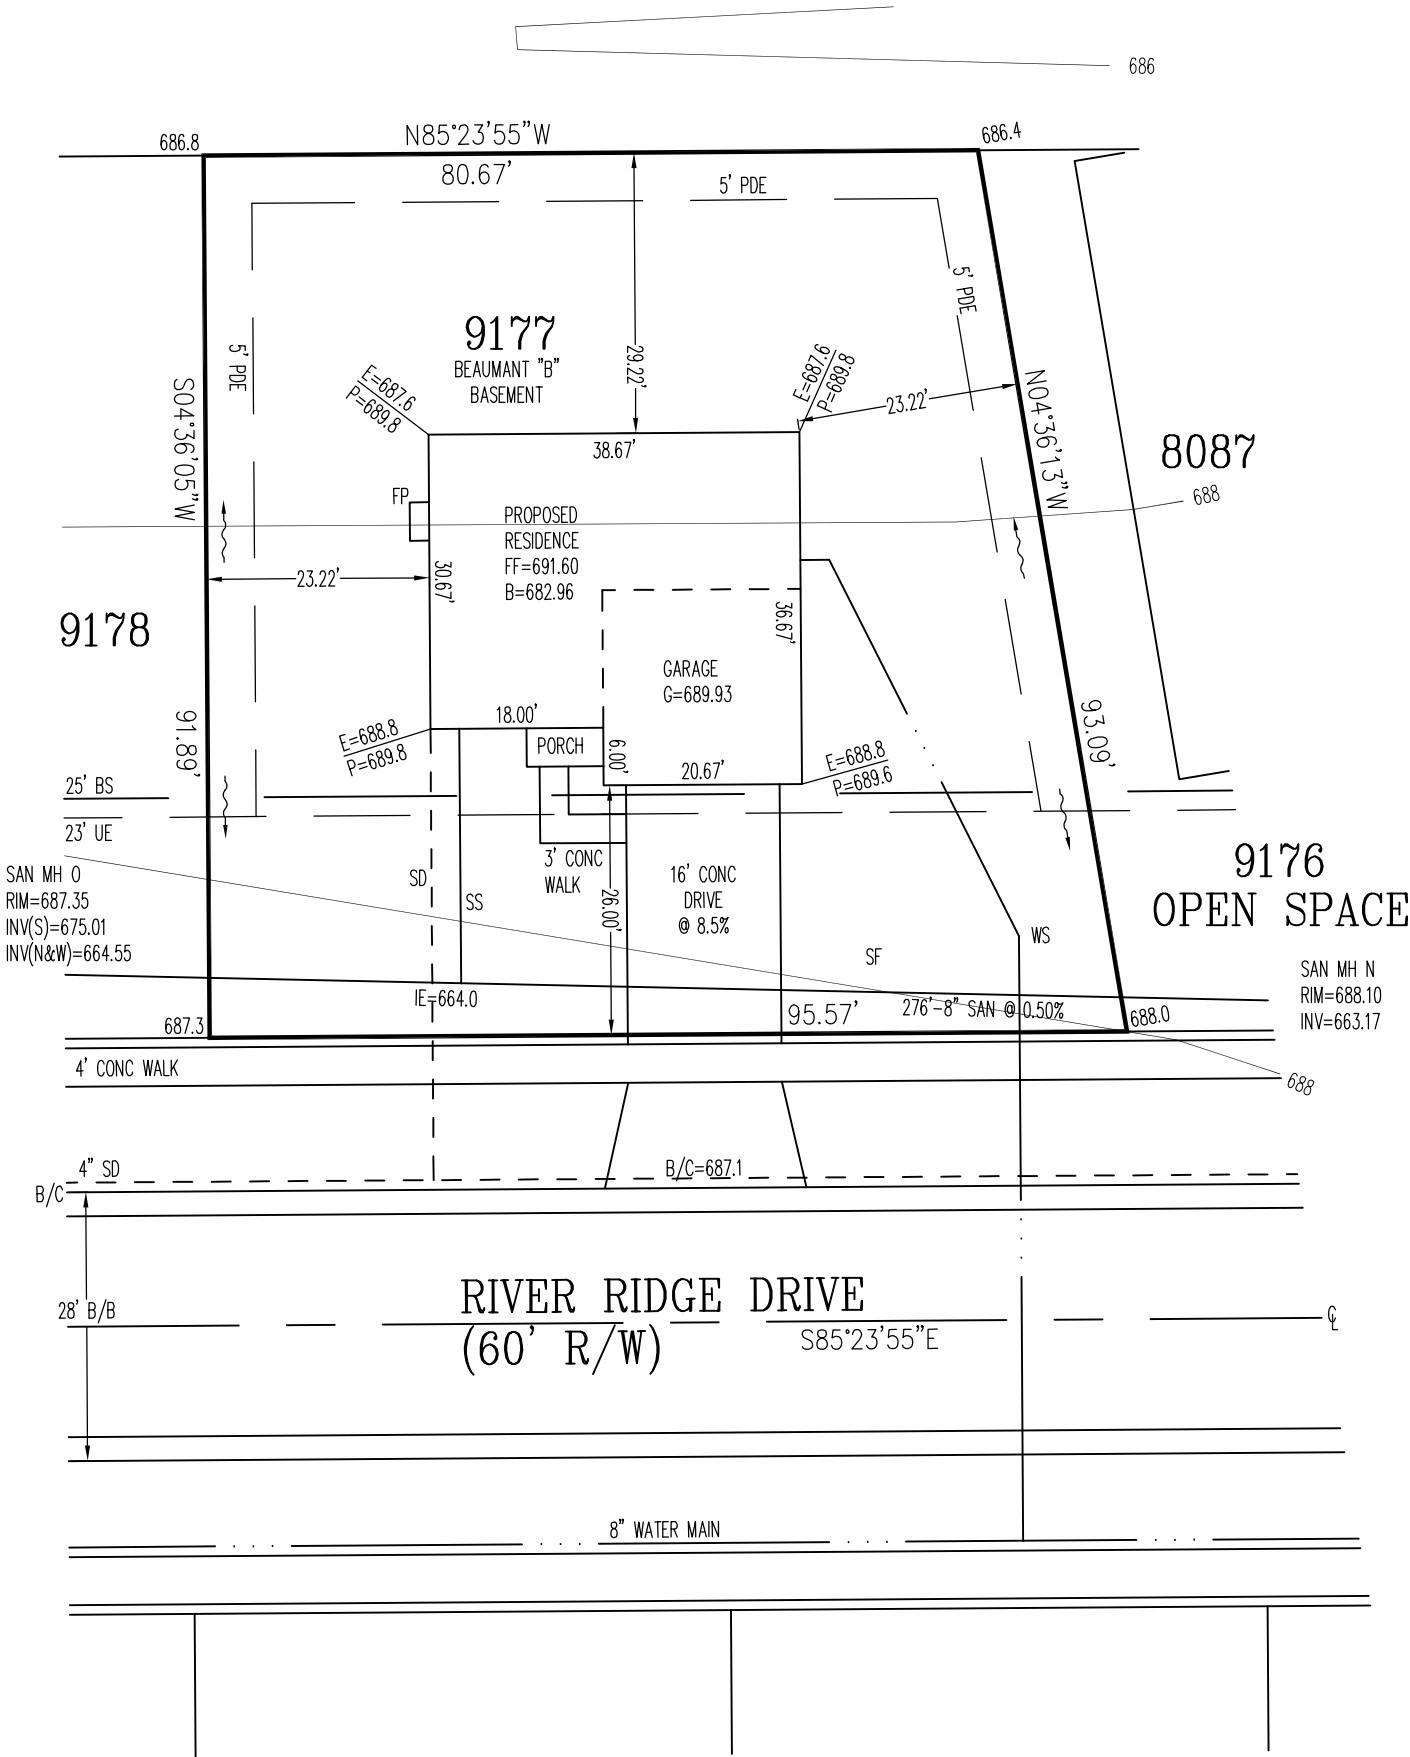 686
686.8
N85°23'55"W
686.4
80.67'
5' PDE
5' PDE
9177
BEAUMANT "B"
BASEMENT
5' PDE
29.22'
E=687.6
P=689.8
E=687.6
P=689.8
23.22'
S04°36'05"W
N04°36'13"W
8087
38.67'
688
FP
PROPOSED
RESIDENCE
FF=691.60
B=682.96
23.22'
30.67'
36.67'
9178
GARAGE
G=689.93
91.89'
93.09'
18.00'
E=688.8
P=689.8
PORCH
6.00'
20.67'
E=688.8
P=689.6
25' BS
23' UE
SAN MH O
RIM=687.35
INV(S)=675.01
INV(N&W)=664.55
SD
SS
3' CONC
WALK
26.00'
16' CONC
DRIVE
@ 8.5%
9176
OPEN SPACE
SF
WS
SAN MH N
RIM=688.10
INV=663.17
IE=664.0
687.3
95.57'
276'-8" SAN @ 0.50%
688.0
4' CONC WALK
688
4" SD
B/C=687.1
B/C
28' B/B
RIVER RIDGE DRIVE
(60' R/W)
S85°23'55"E
℄
8" WATER MAIN